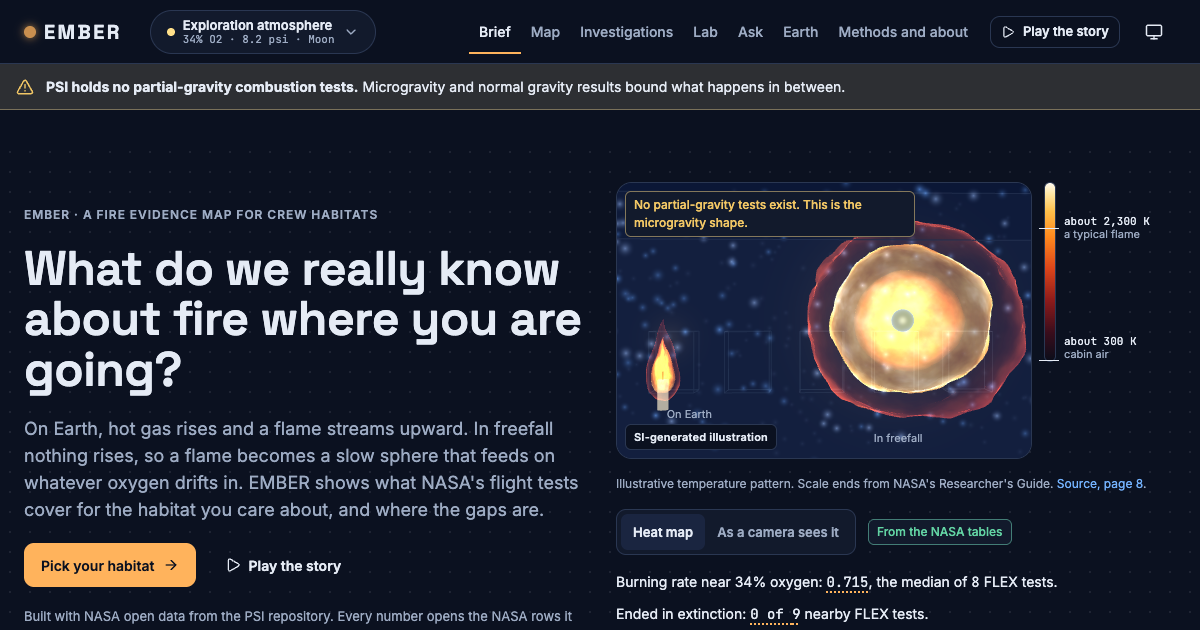 EMBER
Exploration atmosphere
34% O2 · 8.2 psi · Moon
Brief
Map
Investigations
Lab
Ask
Earth
Methods and about
Play the story
PSI holds no partial-gravity combustion tests. Microgravity and normal gravity results bound what happens in between.
EMBER · A FIRE EVIDENCE MAP FOR CREW HABITATS
What do we really know
about fire where you are
going?
On Earth, hot gas rises and a flame streams upward. In freefall
nothing rises, so a flame becomes a slow sphere that feeds on
whatever oxygen drifts in. EMBER shows what NASA's flight tests
cover for the habitat you care about, and where the gaps are.
Pick your habitat
Play the story
Built with NASA open data from the PSI repository. Every number opens the NASA rows it
No partial-gravity tests exist. This is the
microgravity shape.
On Earth
SI-generated illustration
In freefall
about 2,300 K
a typical flame
about 300 K
cabin air
Illustrative temperature pattern. Scale ends from NASA's Researcher's Guide. Source, page 8.
Heat map
As a camera sees it
From the NASA tables
Burning rate near 34% oxygen: 0.715, the median of 8 FLEX tests.
Ended in extinction: 0 of 9 nearby FLEX tests.